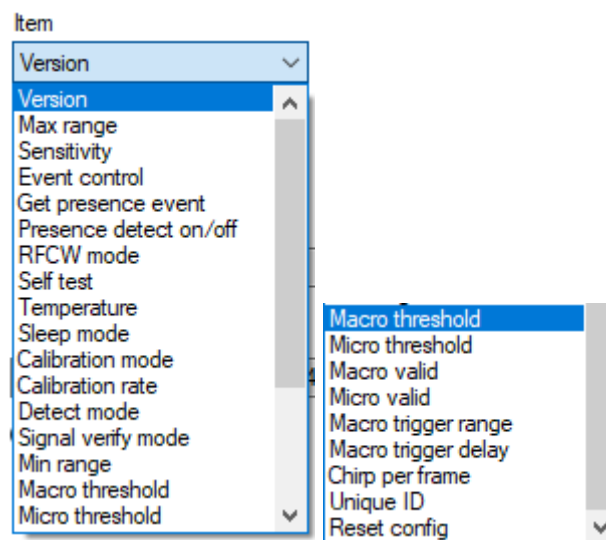 Item
Version
Version
Max range
Sensitivity
Event control
Get presence event
Presence detect on/off
RFCW mode
Self test
Temperature
Sleep mode
Calibration mode
Calibration rate
Detect mode
Signal verify mode
Min range
Macro threshold
Micro threshold
Macro threshold
Micro threshold
Macro valid
Micro valid
Macro trigger range
Macro trigger delay
Chirp per frame
Unique ID
Reset config